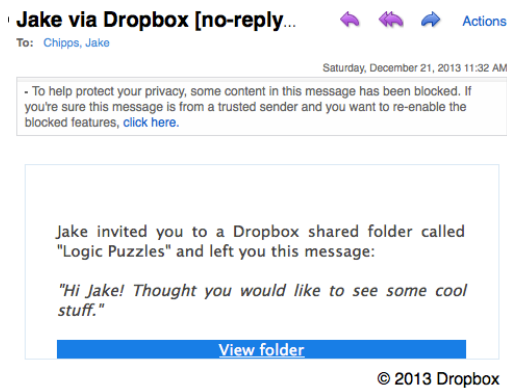 Jake via Dropbox [no-reply...
Actions
To: Chipps, Jake
Saturday, December 21, 2013 11:32 AM
- To help protect your privacy, some content in this message has been blocked. If
you're sure this message is from a trusted sender and you want to re-enable the
blocked features, click here.
Jake invited you to a Dropbox shared folder called
"Logic Puzzles" and left you this message:
"Hi Jake! Thought you would like to see some cool
stuff."
View folder
© 2013 Dropbox